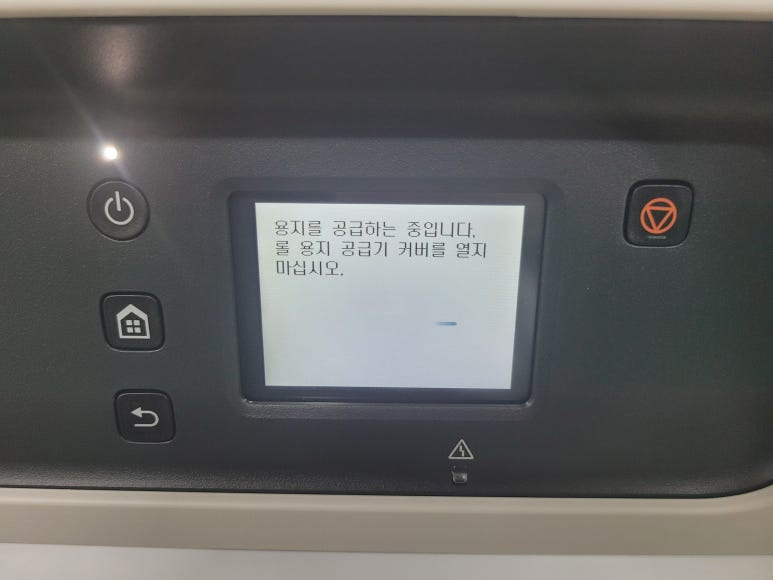 용지를 공급하는 중입니다.
롤 용지 공급기 커버를 열지
마십시오.